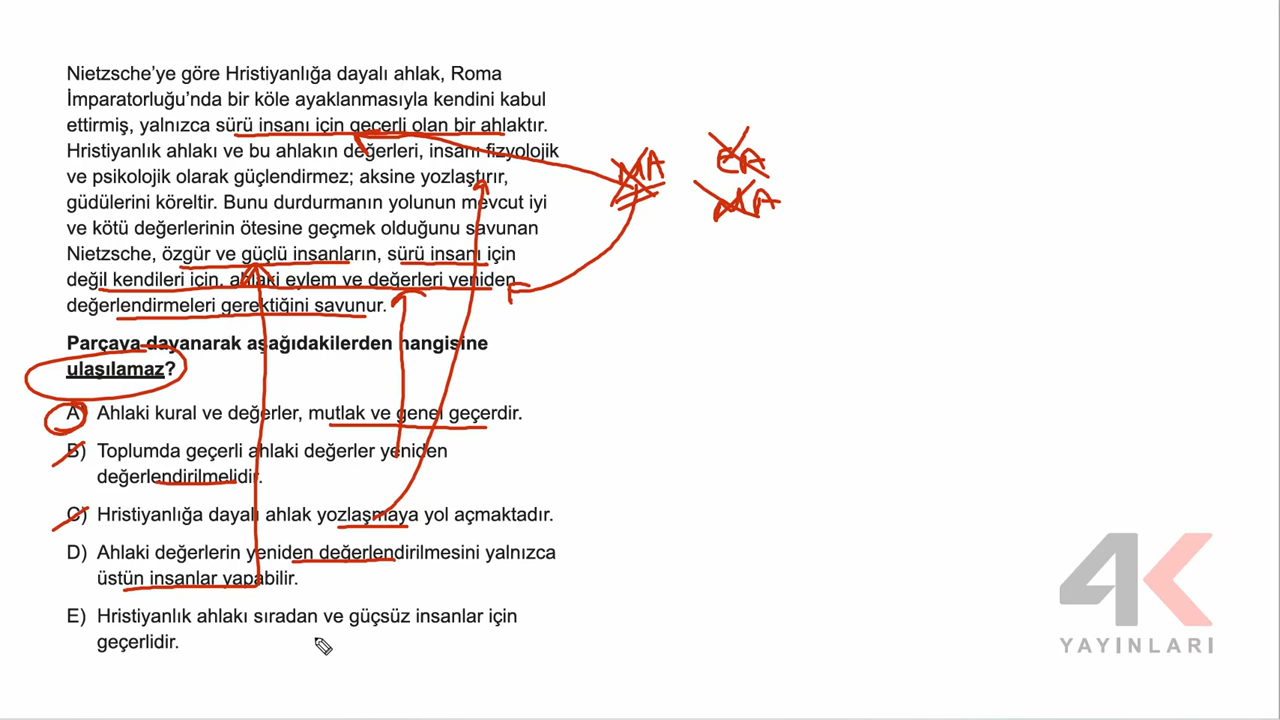 Nietzsche'ye göre Hristiyanlığa dayalı ahlak, Roma
İmparatorluğu'nda bir köle ayaklanmasıyla kendini kabul
ettirmiş, yalnızca sürü insanı için geçerli olan bir ahlaktır.
Hristiyanlık ahlakı ve bu ahlakın değerleri, insanı fizyolojik
ve psikolojik olarak güçlendirmez; aksine yozlaştırır,
güdülerini köreltir. Bunu durdurmanın yolunun mevcut iyi
ve kötü değerlerinin ötesine geçmek olduğunu savunan
Nietzsche, özgür ve güçlü insanların, sürü insanı için
değil kendileri için, ahlaki eylem ve değerleri yeniden
değerlendirmeleri gerektiğini savunur.
Parçaya dayanarak aşağıdakilerden hangisine
ulaşılamaz?
A) Ahlaki kural ve değerler, mutlak ve genel geçerdir.
B) Toplumda geçerli ahlaki değerler yeniden
değerlendirilmelidir.
C) Hristiyanlığa dayalı ahlak yozlaşmaya yol açmaktadır.
D) Ahlaki değerlerin yeniden değerlendirilmesini yalnızca
üstün insanlar yapabilir.
E) Hristiyanlık ahlakı sıradan ve güçsüz insanlar için
geçerlidir.
4K
YAYINLARI